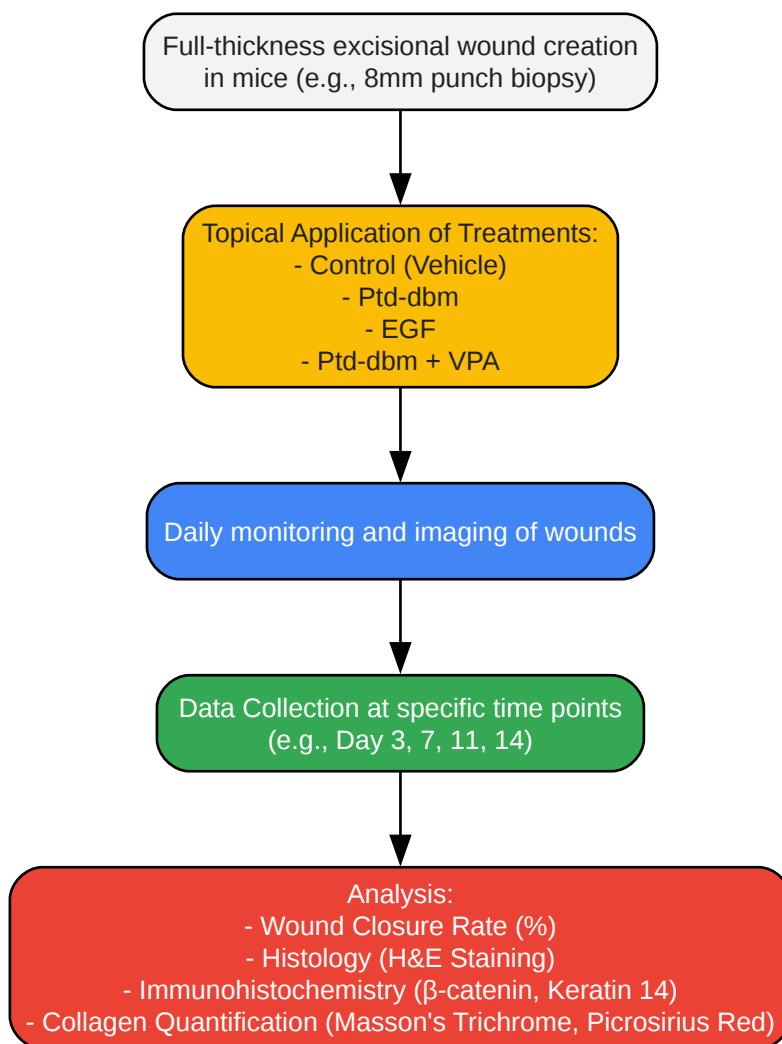 Full-thickness excisional wound creation
in mice (e.g., 8mm punch biopsy)
Topical Application of Treatments:
- Control (Vehicle)
- Ptd-dbm
- EGF
- Ptd-dbm + VPA
Daily monitoring and imaging of wounds
Data Collection at specific time points
(e.g., Day 3, 7, 11, 14)
Analysis:
- Wound Closure Rate (%)
- Histology (H&E Staining)
- Immunohistochemistry (β-catenin, Keratin 14)
- Collagen Quantification (Masson's Trichrome, Picrosirius Red)